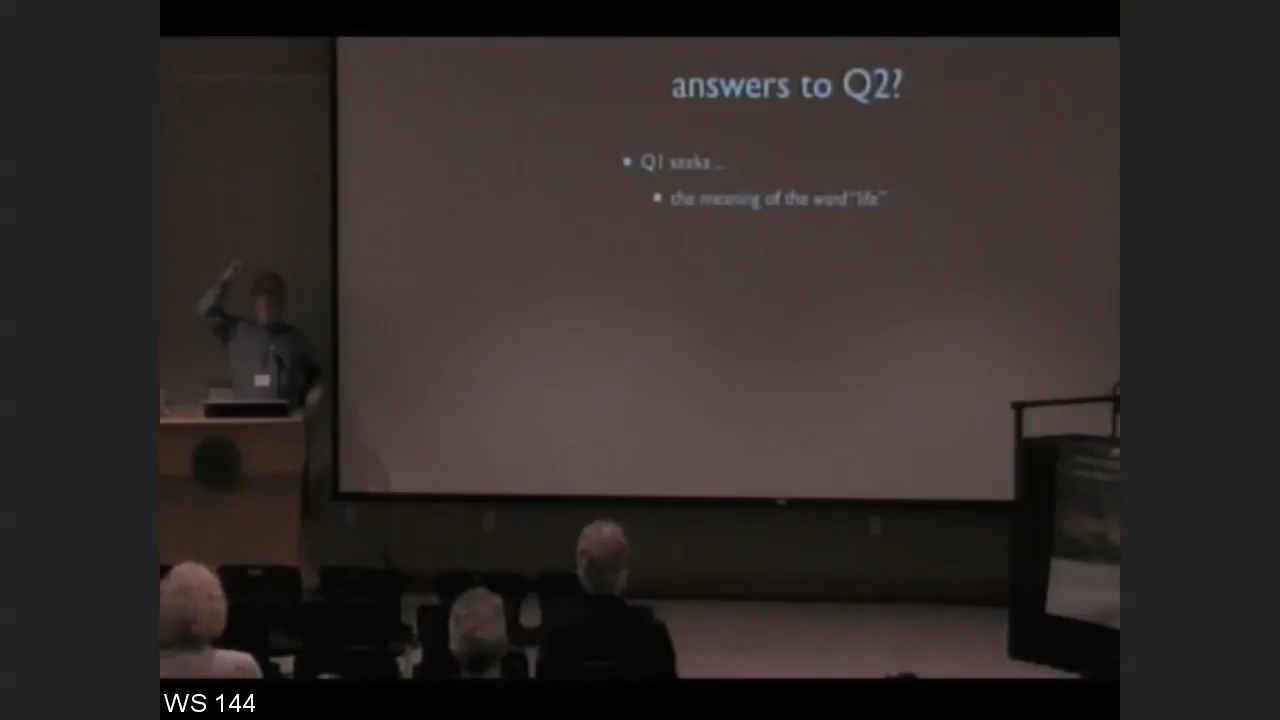 answers to Q2?
Q1 seeks ...
the meaning of the word "life"
WS 144